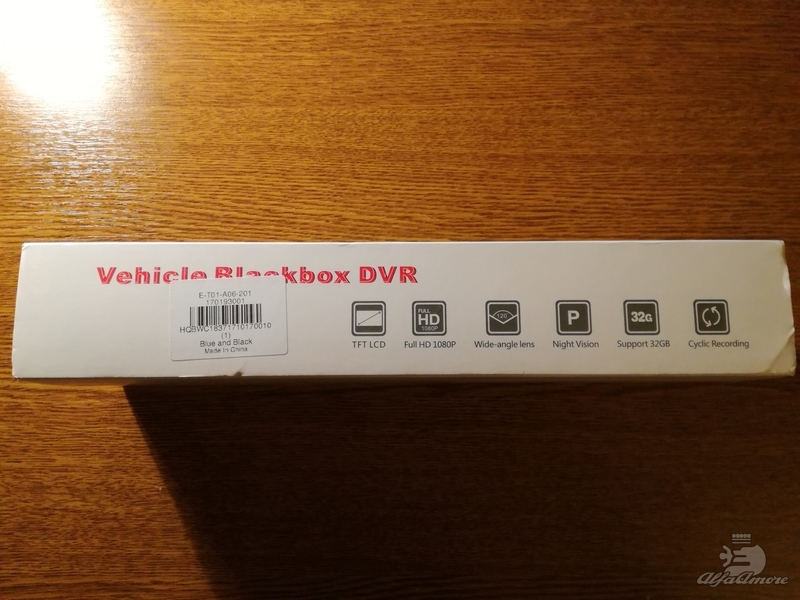 Vehicle Blackbox DVR
E-T01-A06-201
170193001
HQBWC18371710170010
(1)
Blue and Black
Made In China
TFT LCD
FULL
HD
1080P
Full HD 1080P
120
Wide-angle lens
P
Night Vision
32G
Support 32GB
Cyclic Recording
AlfaAmore